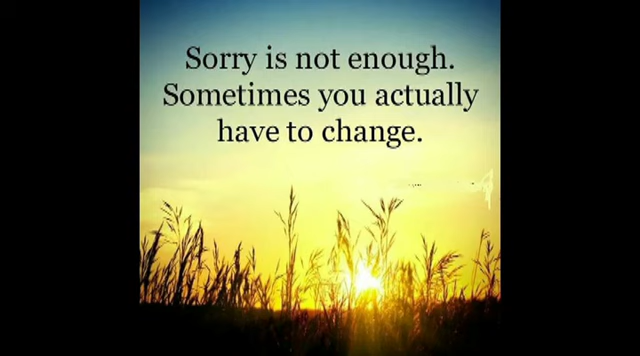 Sorry is not enough.
Sometimes you actually
have to change.